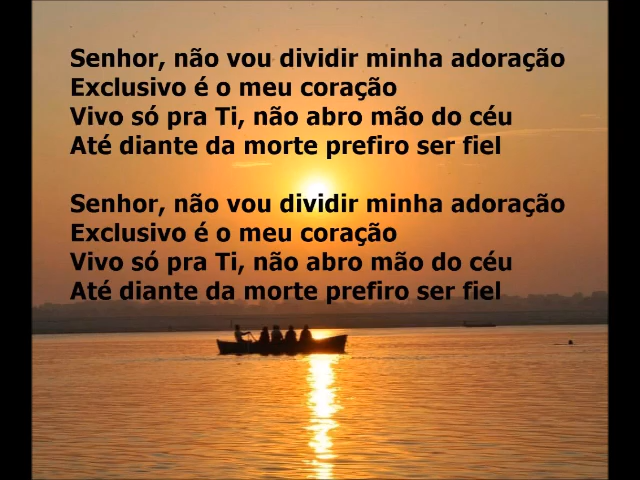 Senhor, não vou dividir minha adoração
Exclusivo é o meu coração
Vivo só pra Ti, não abro mão do céu
Até diante da morte prefiro ser fiel
Senhor, não vou dividir minha adoração
Exclusivo é o meu coração
Vivo só pra Ti, não abro mão do céu
Até diante da morte prefiro ser fiel